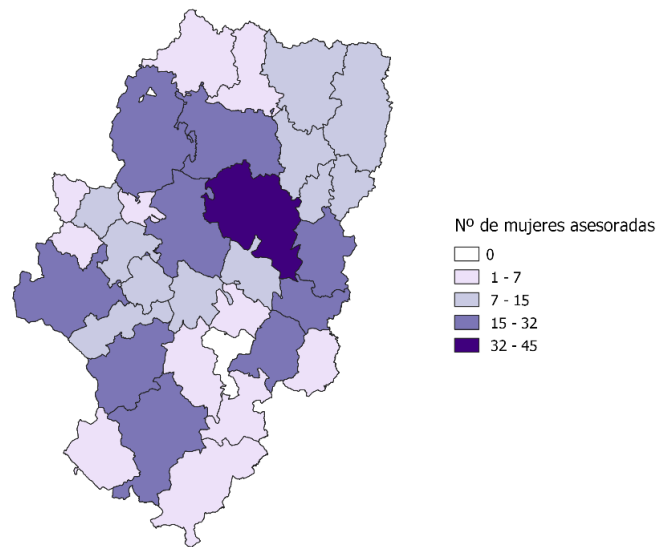 Nº de mujeres asesoradas
0
1 - 7
7 - 15
15 - 32
32 - 45